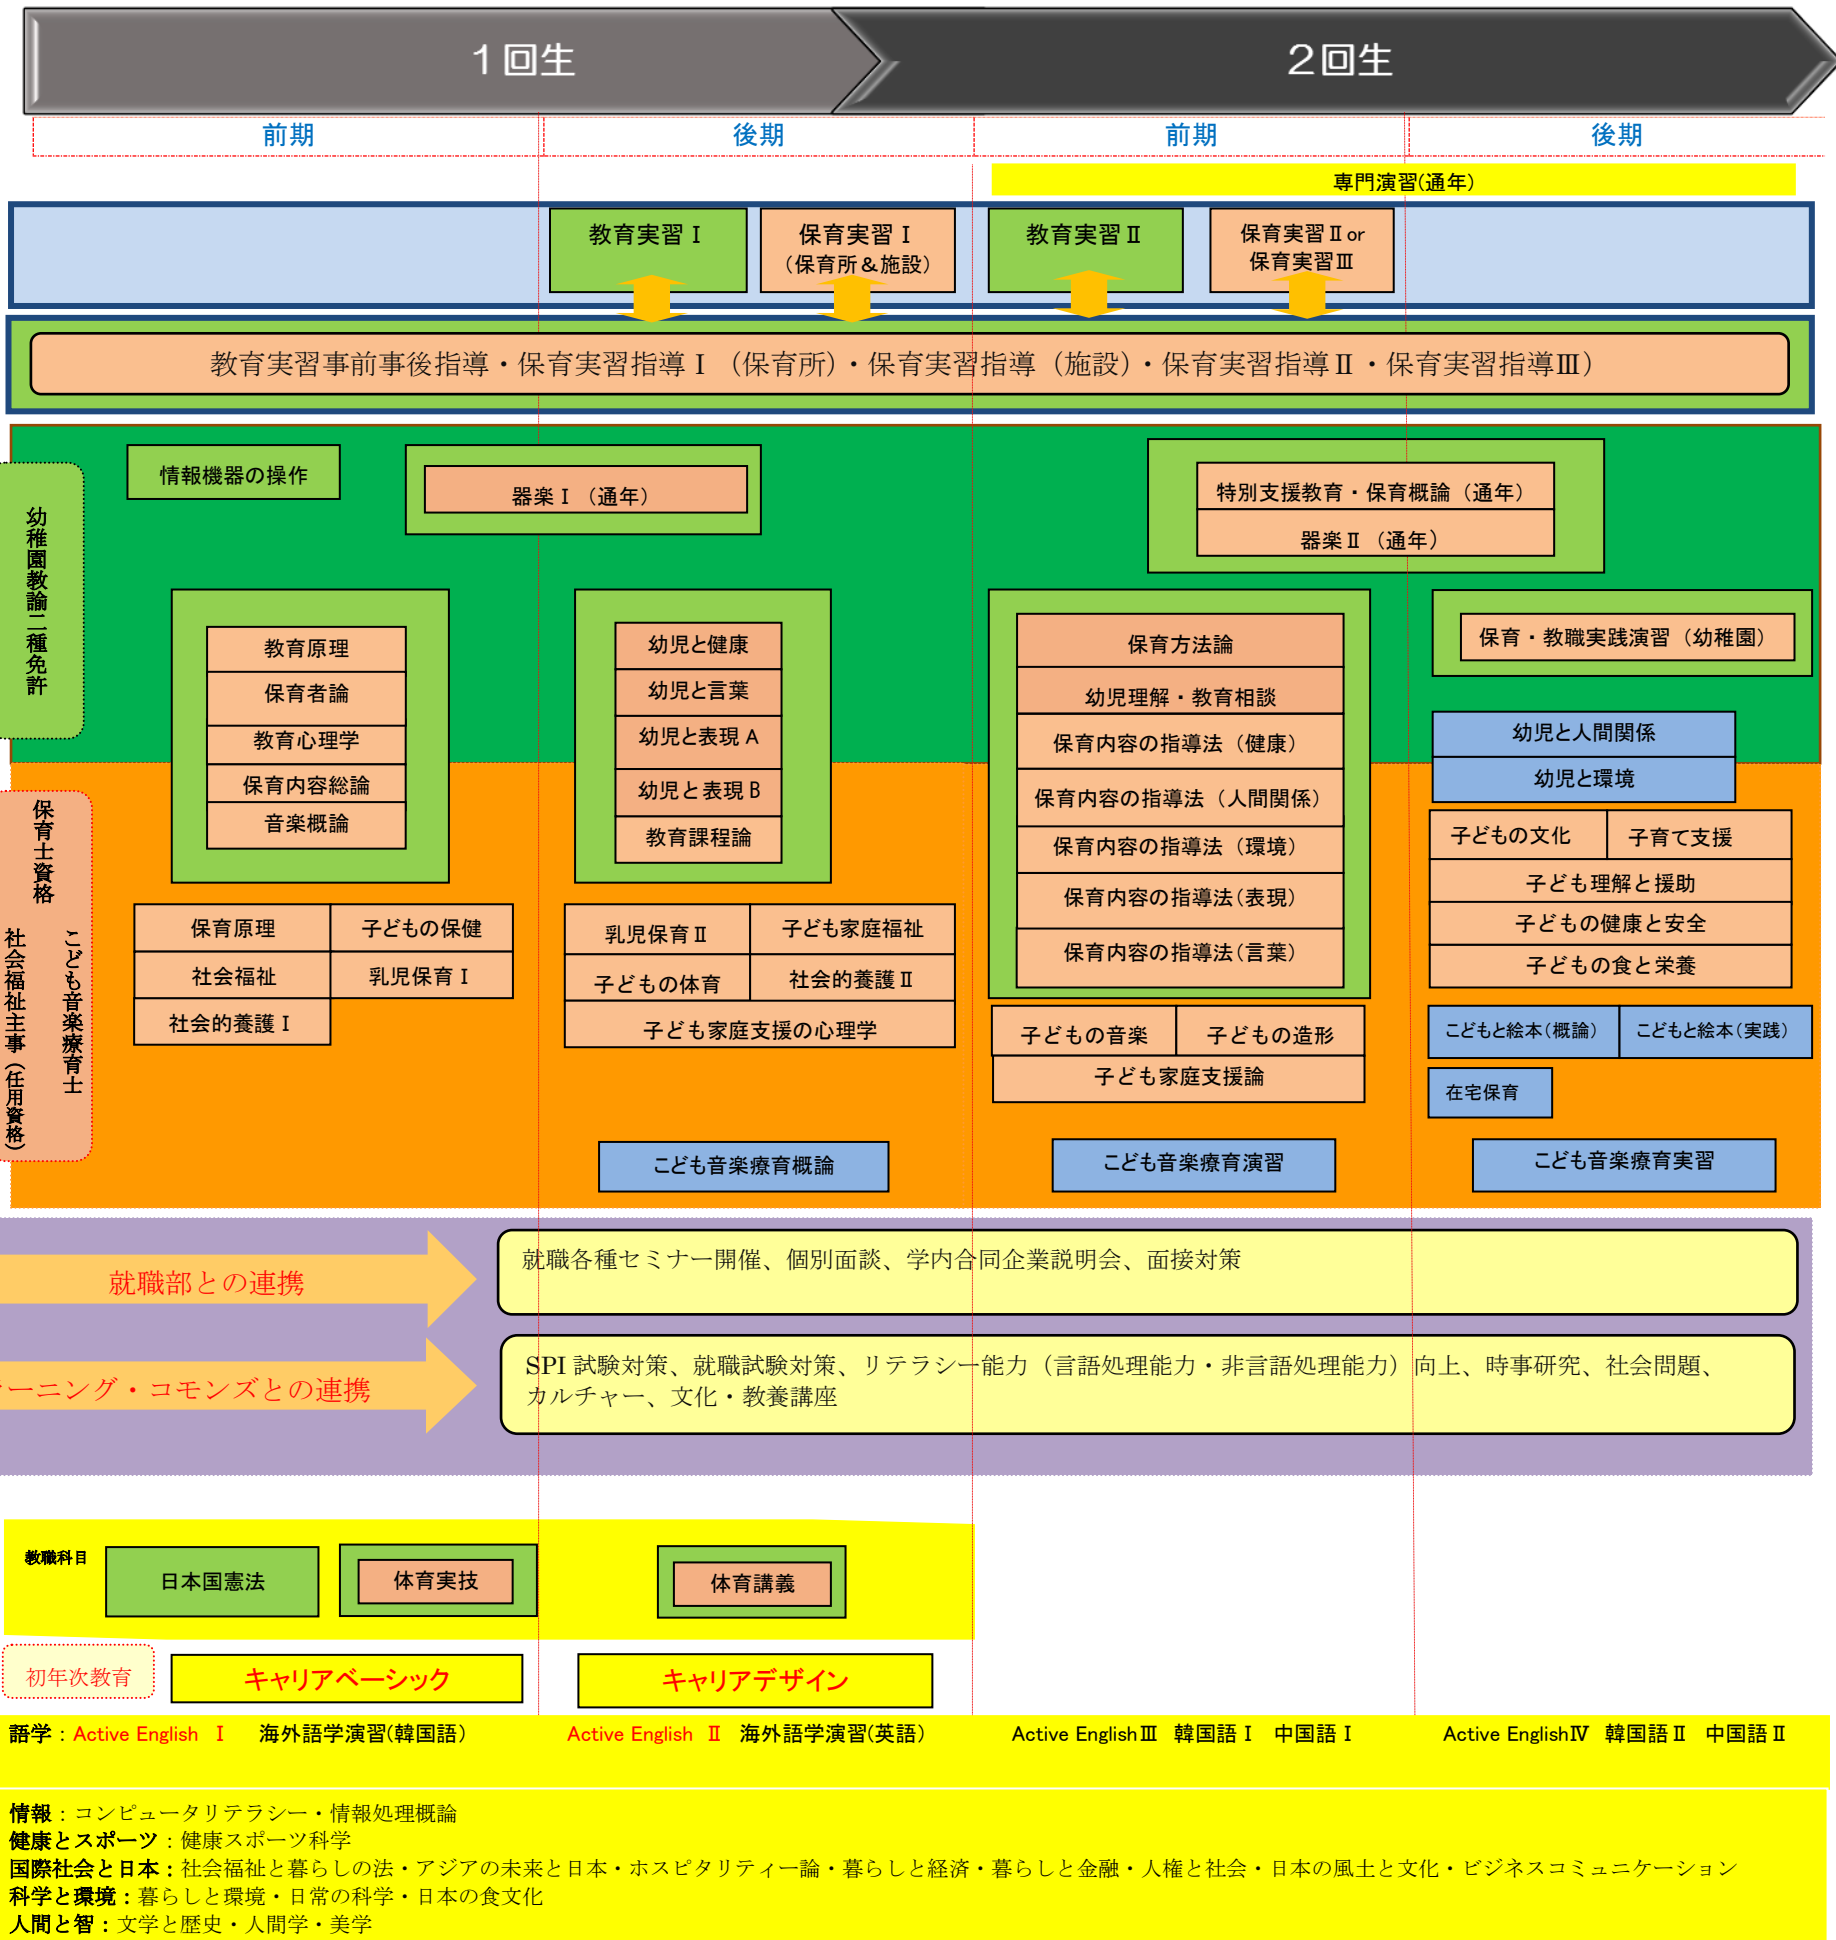 1回生
2回生
前期
後期
前期
後期
専門演習(通年)
教育実習Ⅰ
保育実習Ⅰ
(保育所＆施設)
教育実習Ⅱ
保育実習Ⅱor
保育実習Ⅲ
教育実習事前事後指導・保育実習指導Ⅰ（保育所)・保育実習指導（施設)・保育実習指導Ⅱ・保育実習指導Ⅲ）
幼稚園教諭二種免許
情報機器の操作
器楽Ⅰ（通年）
特別支援教育・保育概論（通年）
器楽Ⅱ（通年）
教育原理
保育者論
教育心理学
保育内容総論
音楽概論
幼児と健康
幼児と言葉
幼児と表現A
幼児と表現B
教育課程論
保育方法論
幼児理解・教育相談
保育内容の指導法（健康）
保育内容の指導法（人間関係）
保育内容の指導法（環境）
保育内容の指導法(表現)
保育内容の指導法(言葉)
保育・教職実践演習（幼稚園）
幼児と人間関係
幼児と環境
子どもの文化
子育て支援
子ども理解と援助
子どもの健康と安全
子どもの食と栄養
保育士資格
こども音楽療育士
社会福祉主事（任用資格）
保育原理
子どもの保健
社会福祉
乳児保育Ⅰ
社会的養護Ⅰ
乳児保育Ⅱ
子ども家庭福祉
子どもの体育
社会的養護Ⅱ
子ども家庭支援の心理学
子どもの音楽
子どもの造形
子ども家庭支援論
こどもと絵本(概論)
こどもと絵本(実践)
在宅保育
こども音楽療育概論
こども音楽療育演習
こども音楽療育実習
就職部との連携
就職各種セミナー開催、個別面談、学内合同企業説明会、面接対策
ーニング・コモンズとの連携
SPI試験対策、就職試験対策、リテラシー能力（言語処理能力・非言語処理能力）向上、時事研究、社会問題、
カルチャー、文化・教養講座
教職科目
日本国憲法
体育実技
体育講義
初年次教育
キャリアベーシック
キャリアデザイン
語学：Active English Ⅰ 海外語学演習(韓国語) Active English Ⅱ 海外語学演習(英語) Active EnglishⅢ 韓国語Ⅰ 中国語Ⅰ Active EnglishⅣ 韓国語Ⅱ 中国語Ⅱ
情報：コンピュータリテラシー・情報処理概論
健康とスポーツ：健康スポーツ科学
国際社会と日本：社会福祉と暮らしの法・アジアの未来と日本・ホスピタリティー論・暮らしと経済・暮らしと金融・人権と社会・日本の風土と文化・ビジネスコミュニケーション
科学と環境：暮らしと環境・日常の科学・日本の食文化
人間と智：文学と歴史・人間学・美学